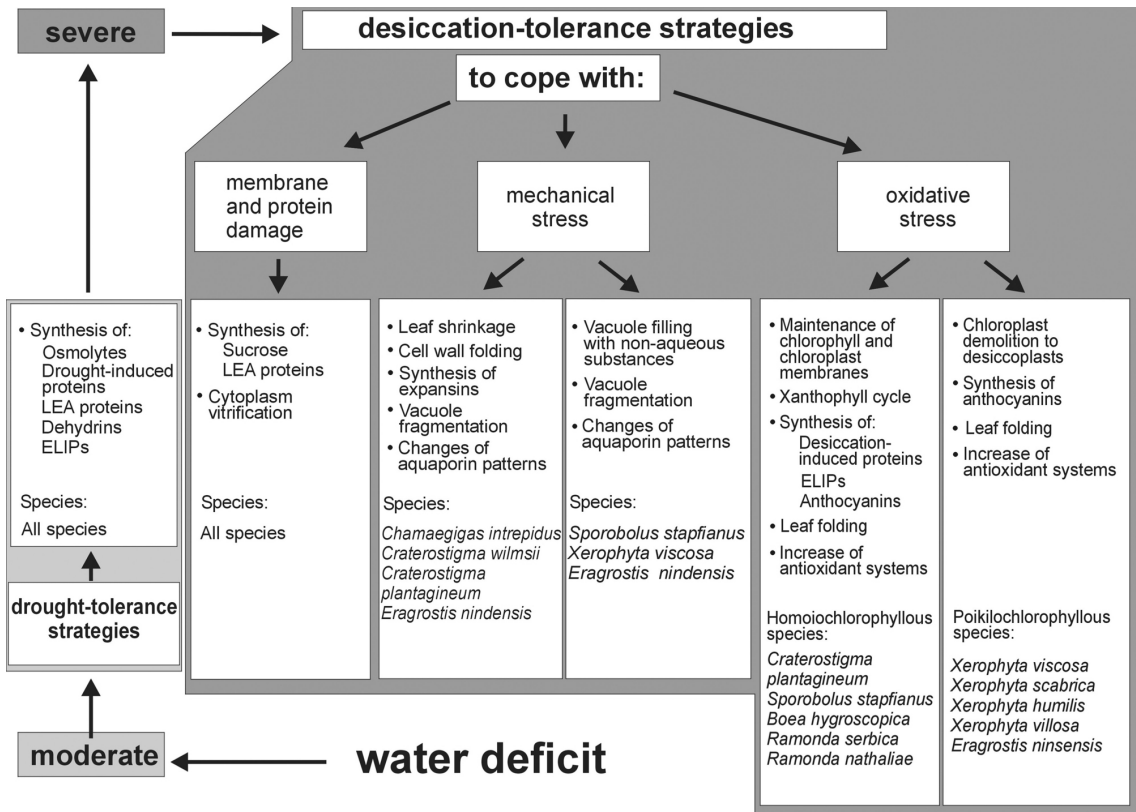 severe
desiccation-tolerance strategies
to cope with:
membrane
and protein
damage
mechanical
stress
oxidative
stress
• Synthesis of:
Osmolytes
Drought-induced
proteins
LEA proteins
Dehydrins
ELIPs
Species:
All species
• Synthesis of:
Sucrose
LEA proteins
• Cytoplasm
vitrification
Species:
All species
• Leaf shrinkage
• Cell wall folding
• Synthesis of
expansins
• Vacuole
fragmentation
• Changes of
aquaporin patterns
Species:
Chamaegigas intrepidus
Craterostigma wilmsii
Craterostigma
plantagineum
Eragrostis nindensis
• Vacuole filling
with non-aqueous
substances
• Vacuole
fragmentation
• Changes of
aquaporin patterns
Species:
Sporobolus stapfianus
Xerophyta viscosa
Eragrostis nindensis
• Maintenance of
chlorophyll and
chloroplast
membranes
• Xanthophyll cycle
• Synthesis of:
Desiccation-
induced proteins
ELIPs
Anthocyanins
• Leaf folding
• Increase of
antioxidant systems
Homoiochlorophyllous
species:
Craterostigma
plantagineum
Sporobolus stapfianus
Boea hygroscopica
Ramonda serbica
Ramonda nathaliae
• Chloroplast
demolition to
desiccoplasts
• Synthesis of
anthocyanins
• Leaf folding
• Increase of
antioxidant systems
Poikilochlorophyllous
species:
Xerophyta viscosa
Xerophyta scabrica
Xerophyta humilis
Xerophyta villosa
Eragrostis ninsensis
drought-tolerance
strategies
moderate
water deficit